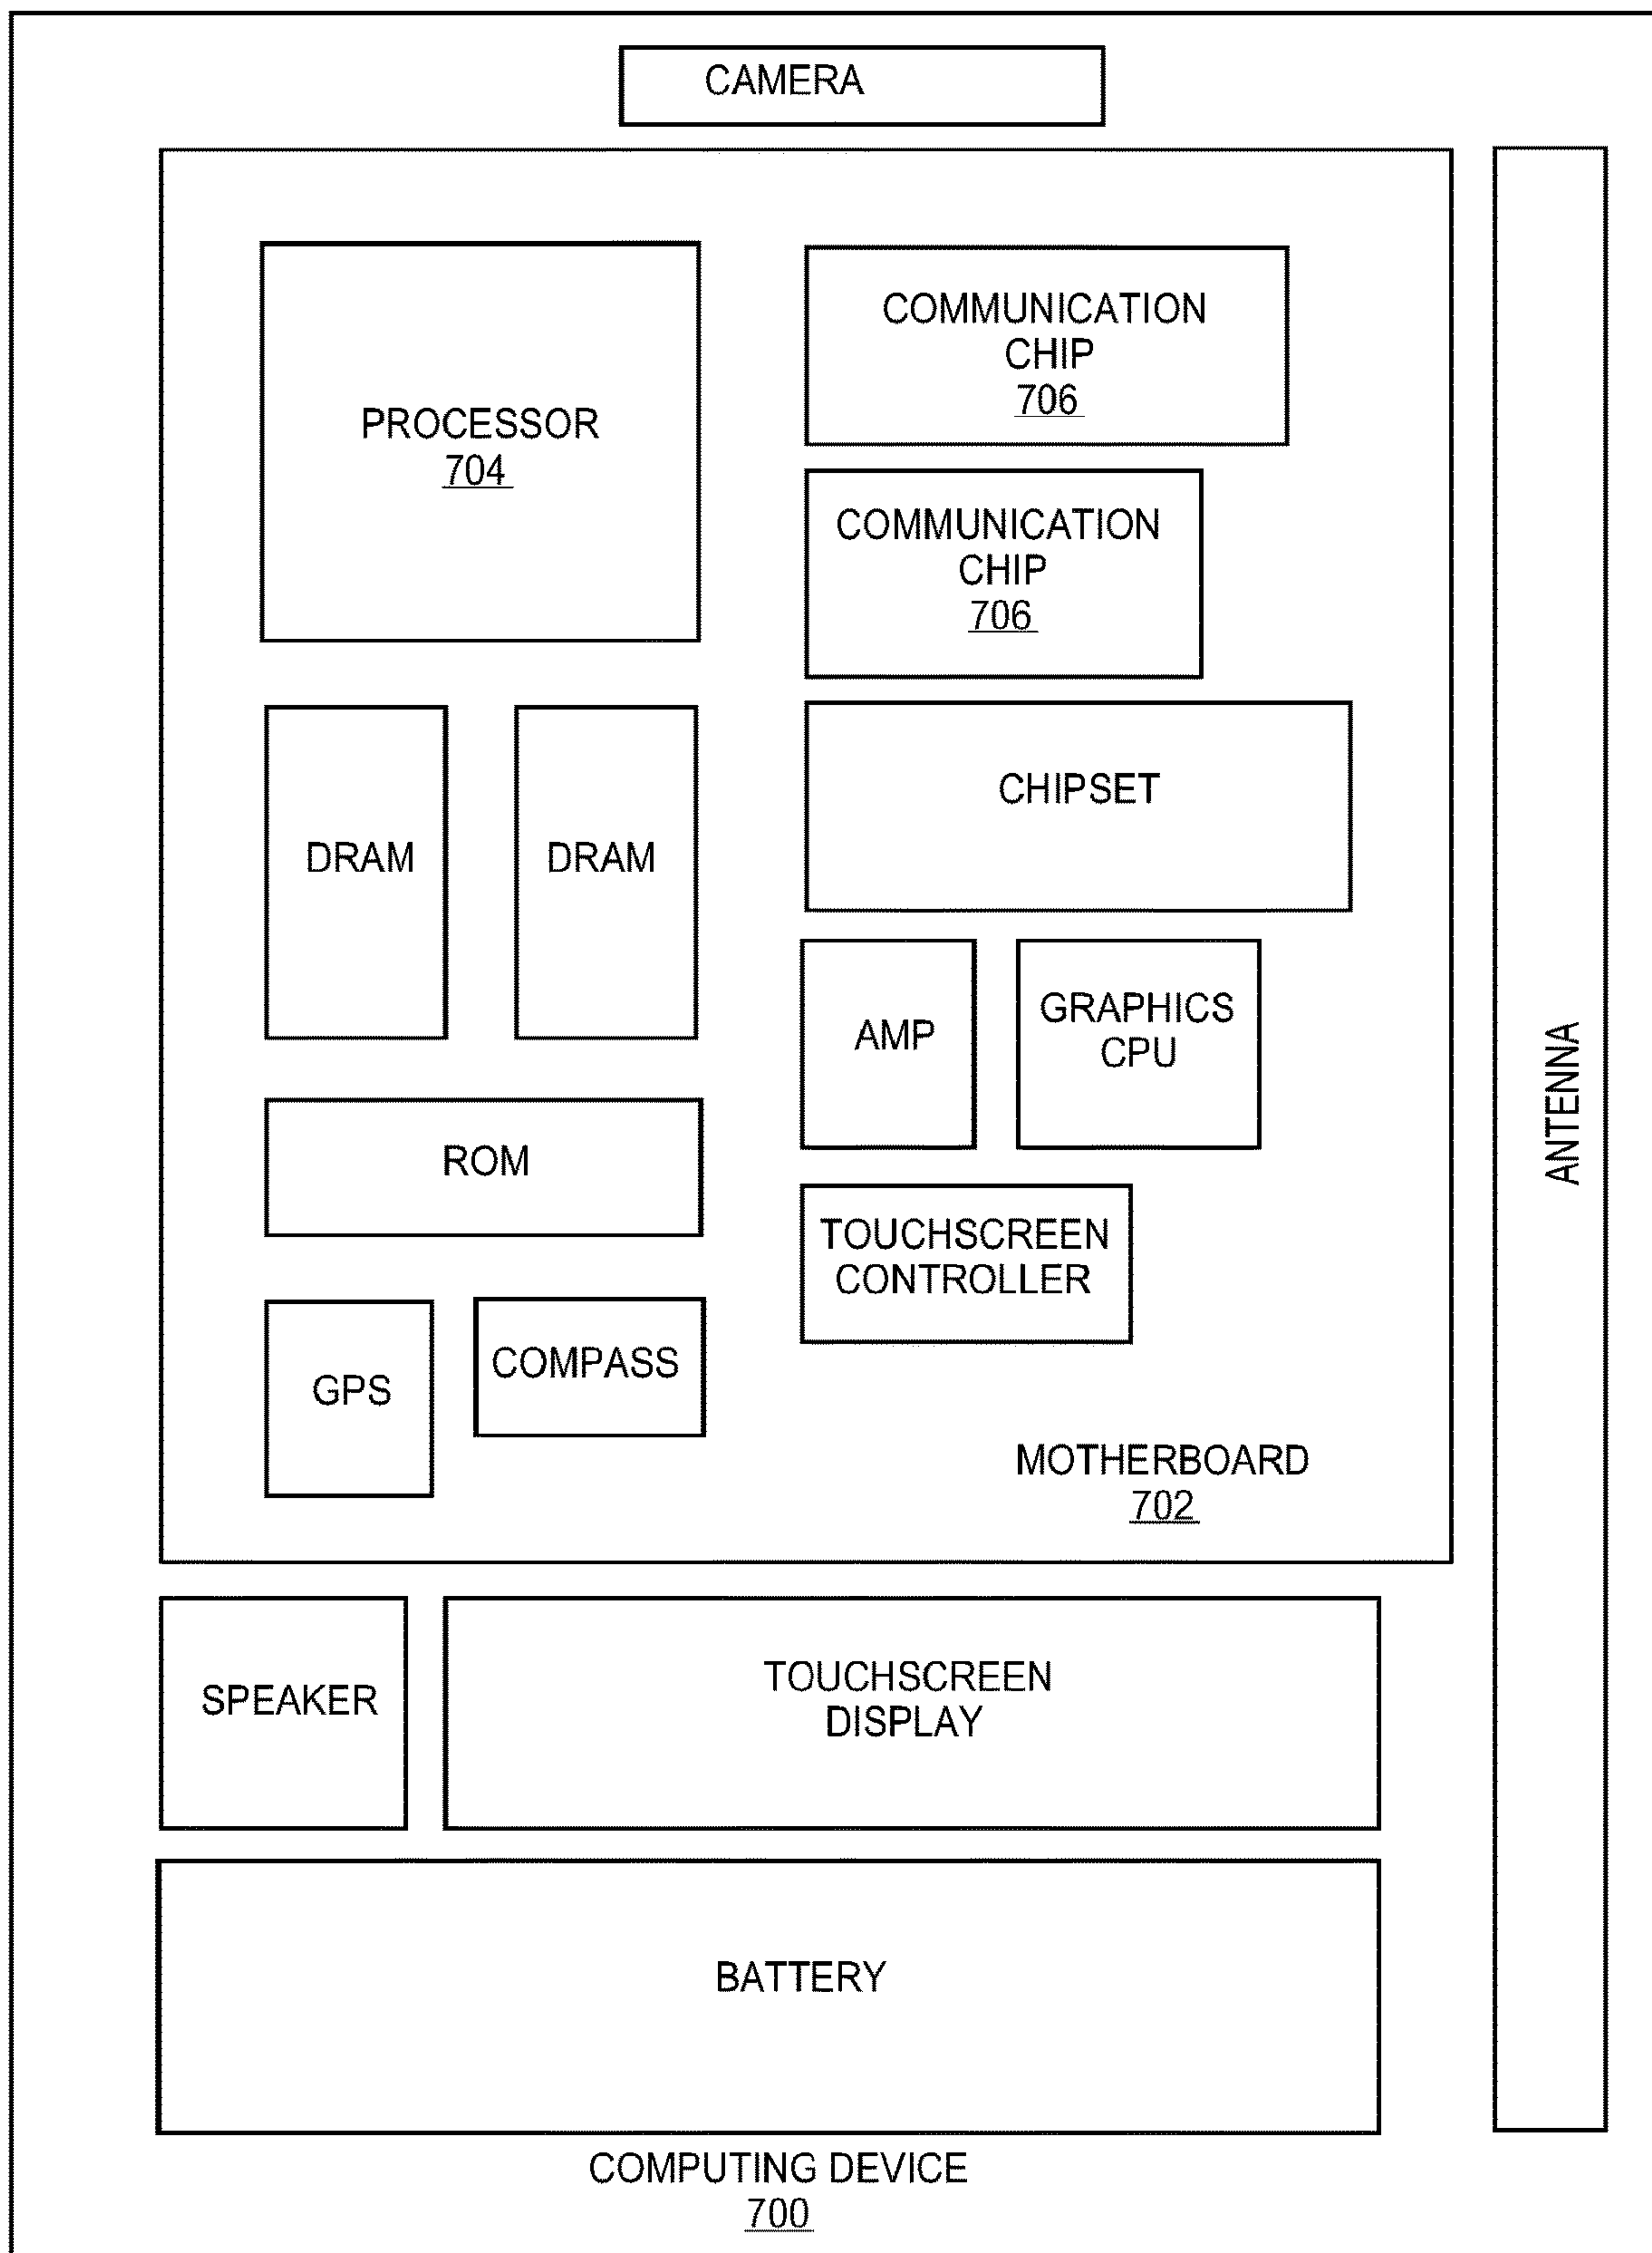 CAMERA
PROCESSOR
704
COMMUNICATION
CHIP
706
COMMUNICATION
CHIP
706
DRAM
DRAM
CHIPSET
AMP
GRAPHICS
CPU
ROM
TOUCHSCREEN
CONTROLLER
GPS
COMPASS
MOTHERBOARD
702
ANTENNA
SPEAKER
TOUCHSCREEN
DISPLAY
BATTERY
COMPUTING DEVICE
700